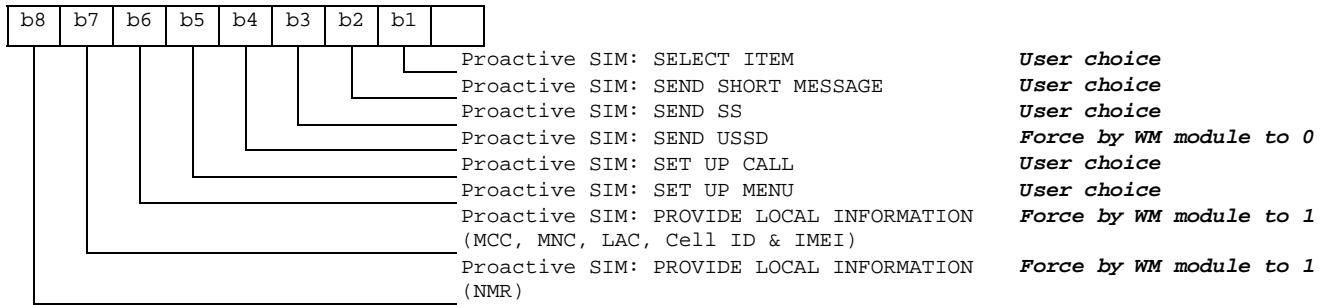 b8 b7 b6 b5 b4 b3 b2 b1
Proactive SIM: SELECT ITEM User choice
Proactive SIM: SEND SHORT MESSAGE User choice
Proactive SIM: SEND SS User choice
Proactive SIM: SEND USSD Force by WM module to 0
Proactive SIM: SET UP CALL User choice
Proactive SIM: SET UP MENU User choice
Proactive SIM: PROVIDE LOCAL INFORMATION Force by WM module to 1
(MCC, MNC, LAC, Cell ID & IMEI)
Proactive SIM: PROVIDE LOCAL INFORMATION Force by WM module to 1
(NMR)